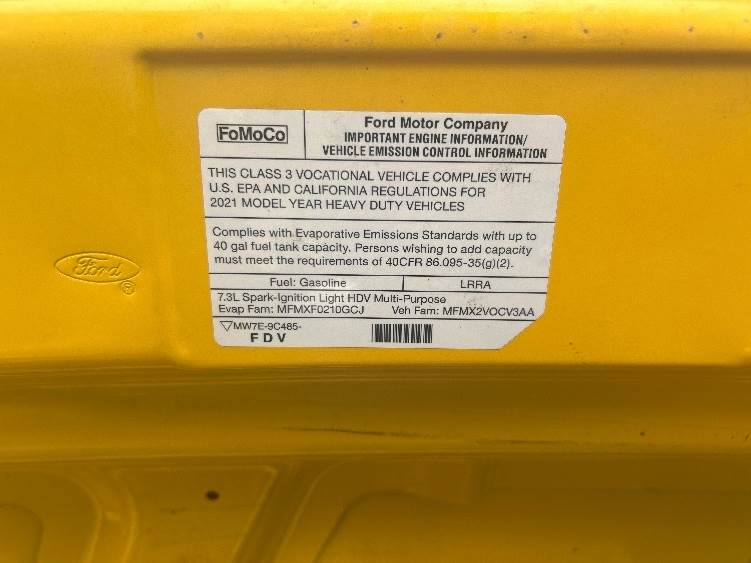 FoMoCo
Ford Motor Company
IMPORTANT ENGINE INFORMATION/
VEHICLE EMISSION CONTROL INFORMATION
THIS CLASS 3 VOCATIONAL VEHICLE COMPLIES WITH
U.S. EPA AND CALIFORNIA REGULATIONS FOR
2021 MODEL YEAR HEAVY DUTY VEHICLES
Complies with Evaporative Emissions Standards with up to
40 gal fuel tank capacity. Persons wishing to add capacity
must meet the requirements of 40CFR 86.095-35(g)(2).
Fuel: Gasoline LRRA
7.3L Spark-Ignition Light HDV Multi-Purpose
Evap Fam: MFMXF0210GCJ Veh Fam: MFMX2VOCV3AA
▽MW7E-9C485-
FDV
Ford®